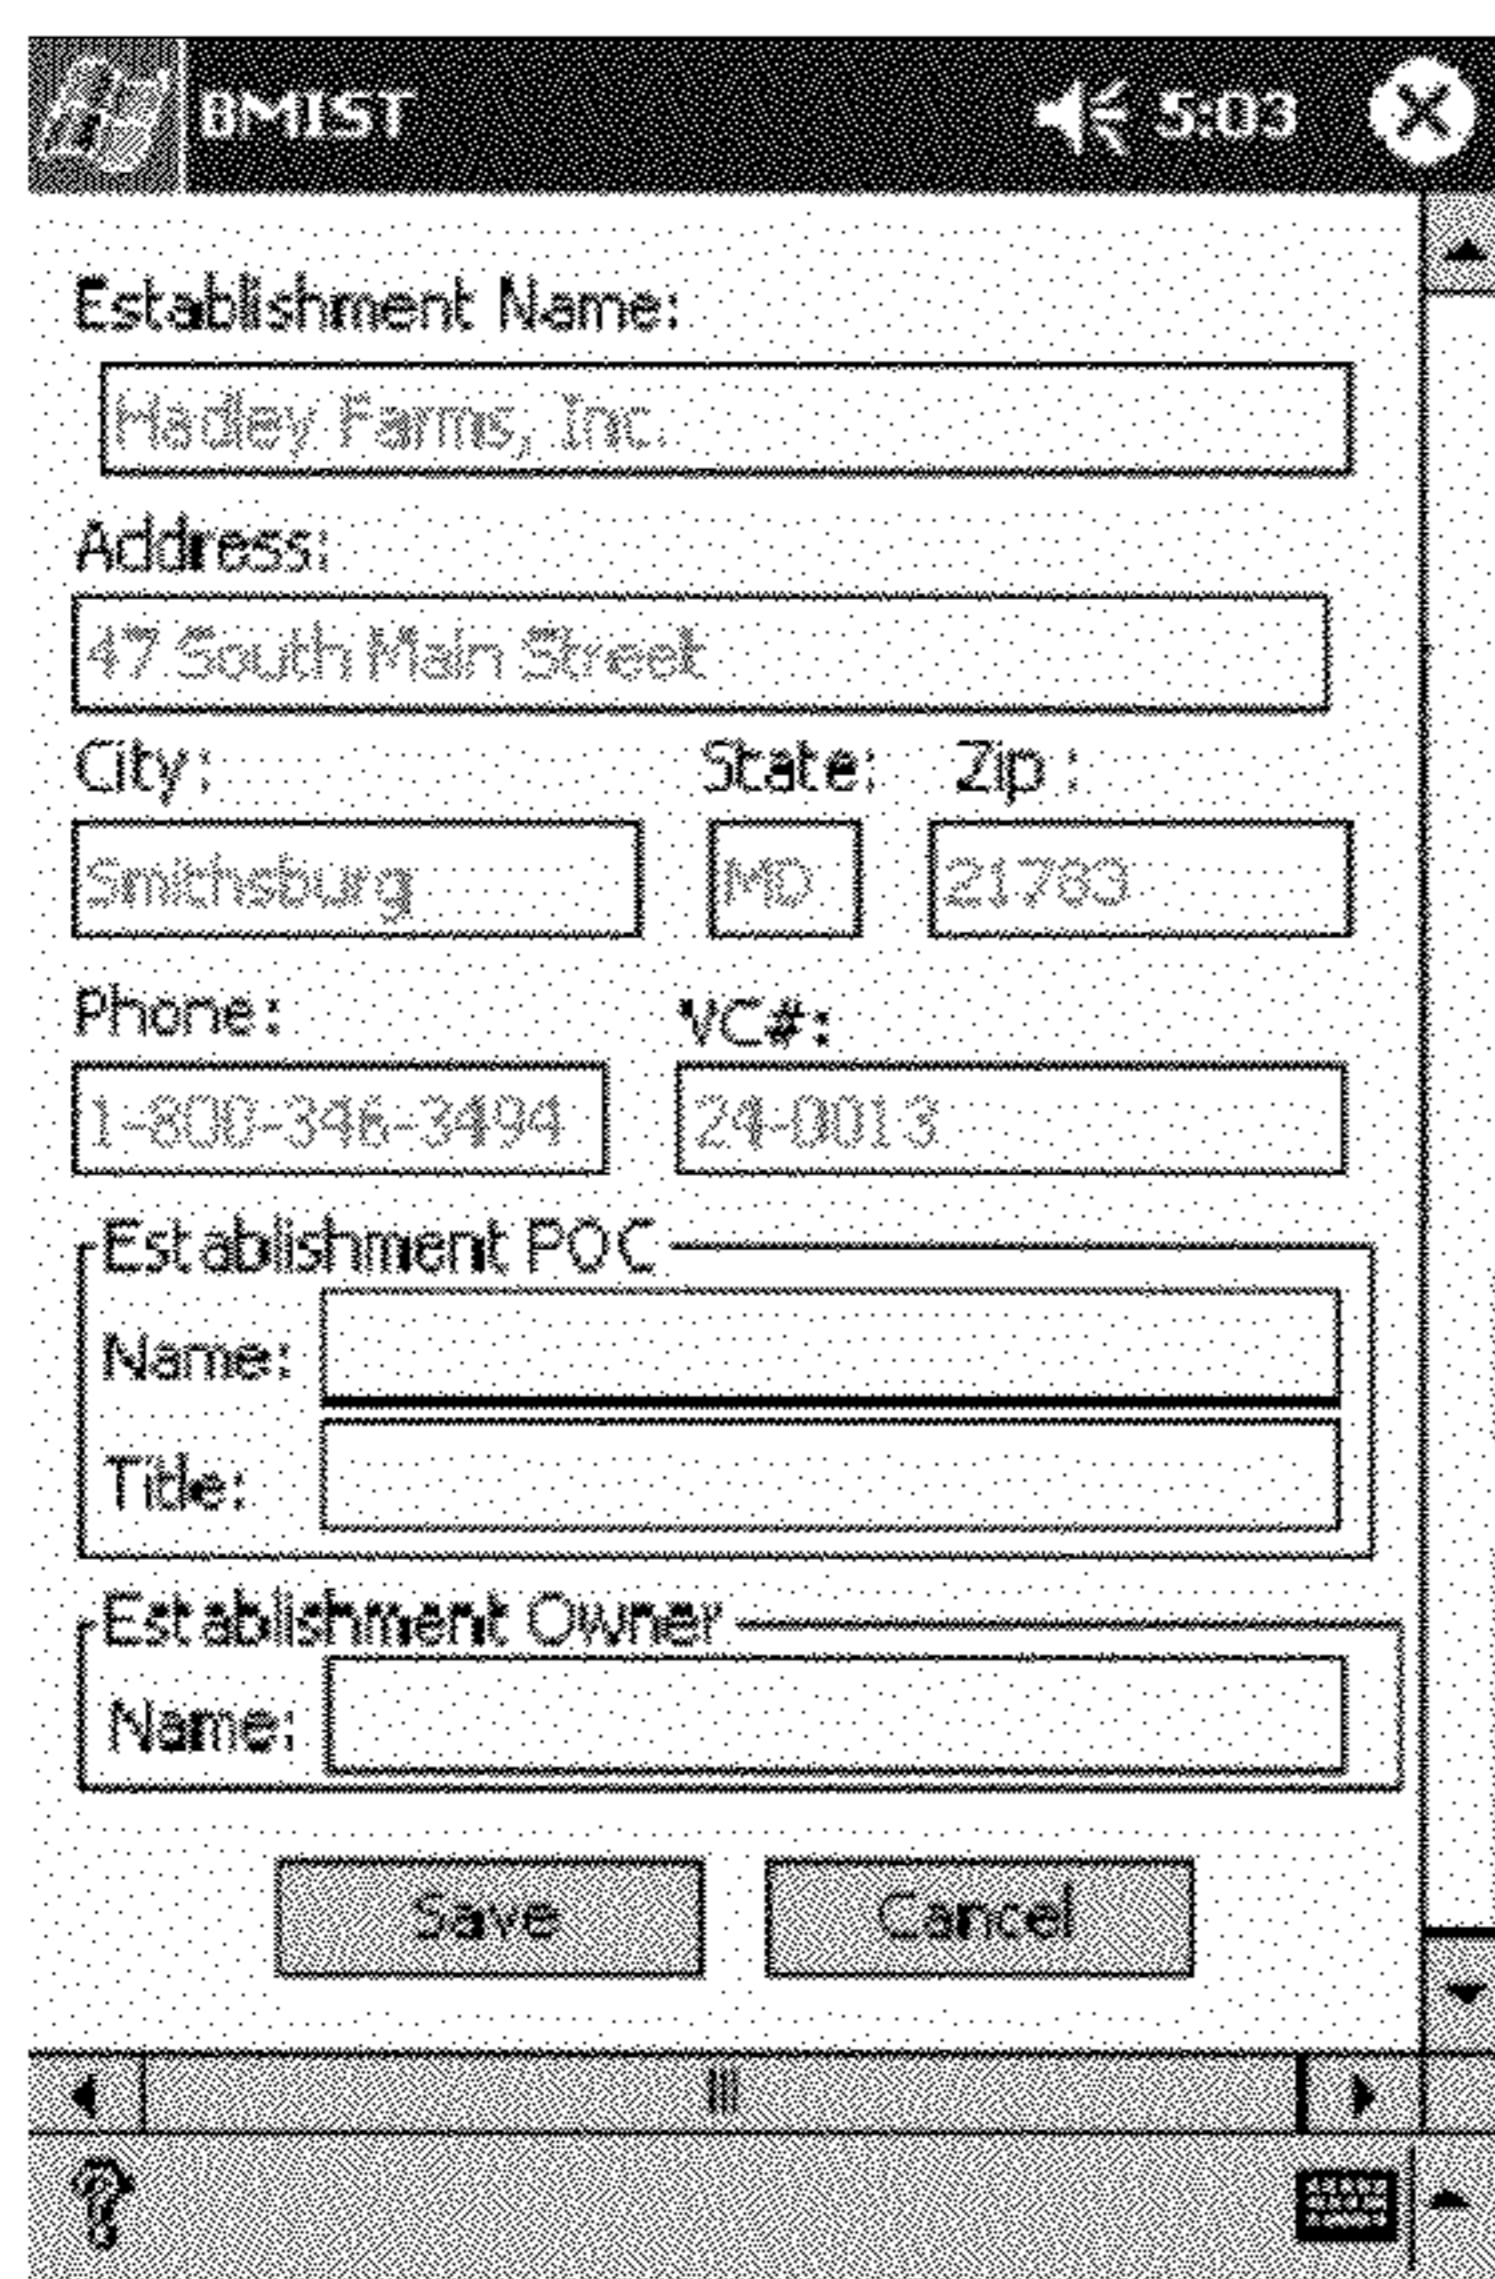 BMIST 5:03
Establishment Name:
Hadley Farms, Inc.
Address:
47 South Main Street
City: State: Zip :
Smithsburg MD 21783
Phone: VC#:
1-800-346-3494 24-0013
Establishment POC
Name:
Title:
Establishment Owner
Name:
Save Cancel
?